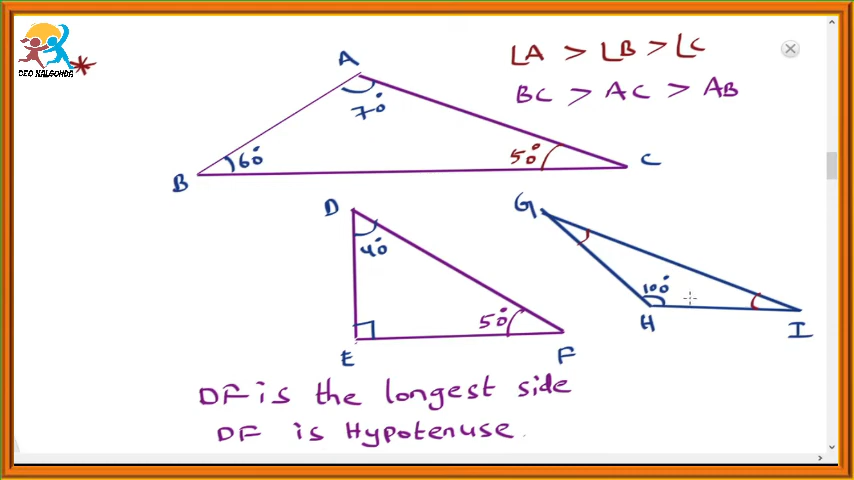 DEO NALGONDA
*
A
∟A > ∟B > ∟C
BC > AC > AB
70°
B
60°
50°
C
D
40°
E
50°
F
G
100°
H
I
DF is the longest side
DF is Hypotenuse.